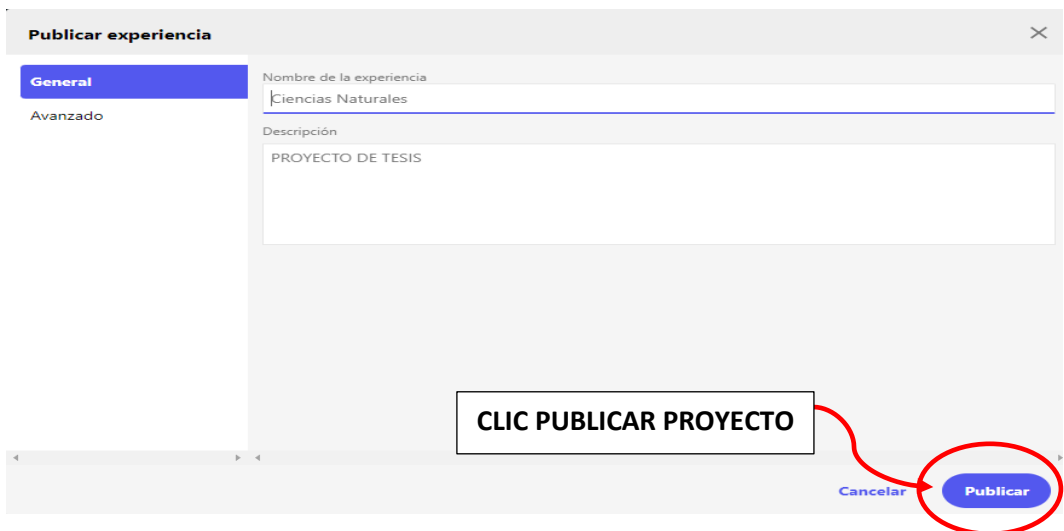 Publicar experiencia
General
Avanzado
Nombre de la experiencia
Ciencias Naturales
Descripción
PROYECTO DE TESIS
CLIC PUBLICAR PROYECTO
Cancelar
Publicar